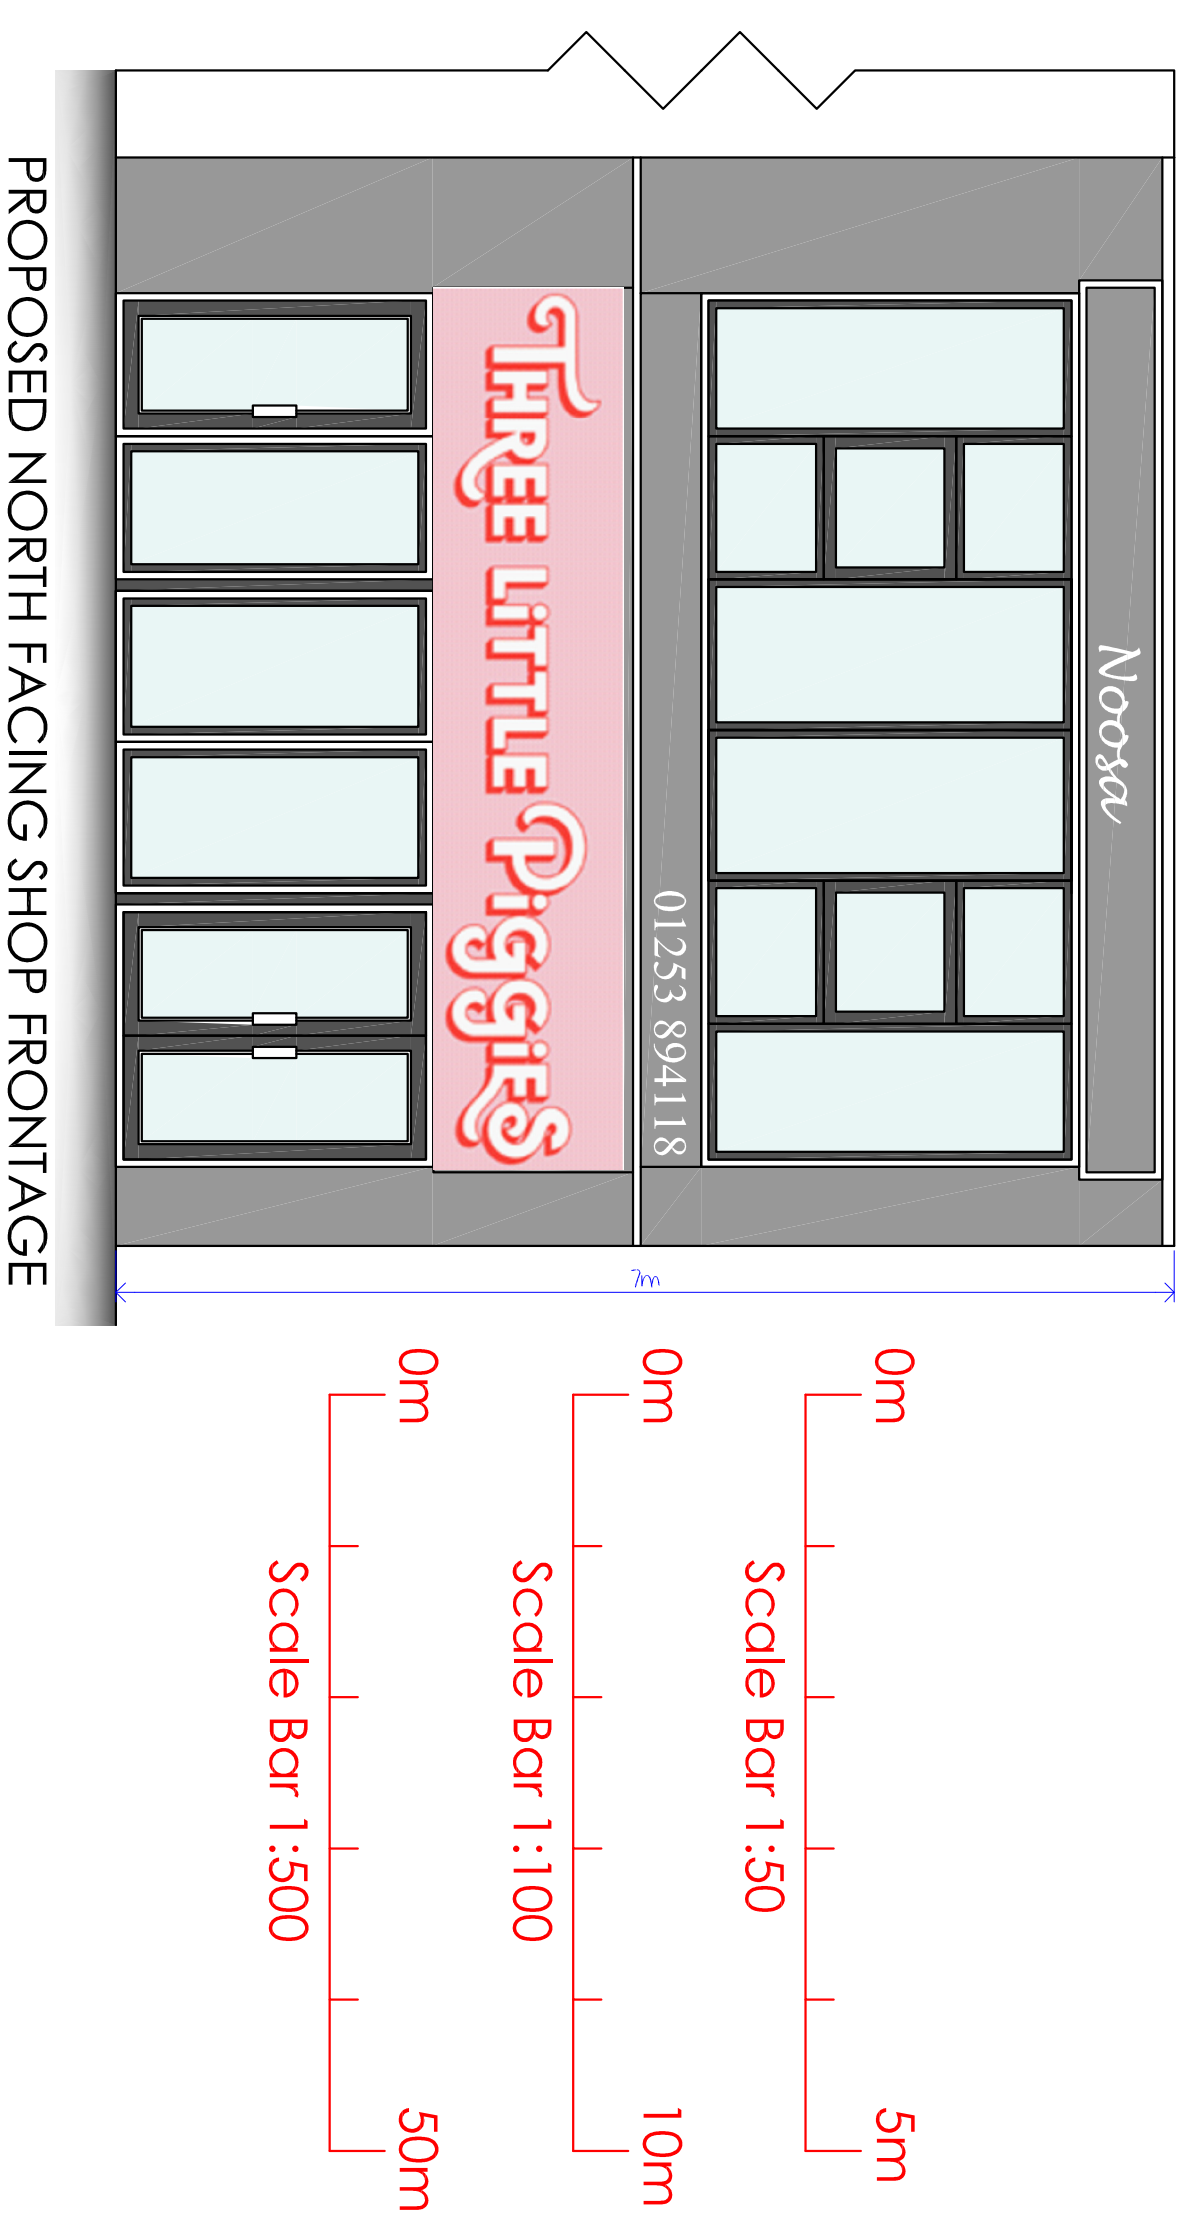 Noosa
01253 894118
THREE LiTTLE PiGGiES
7m
PROPOSED NORTH FACING SHOP FRONTAGE
0m 5m
Scale Bar 1:50
0m 10m
Scale Bar 1:100
0m 50m
Scale Bar 1:500